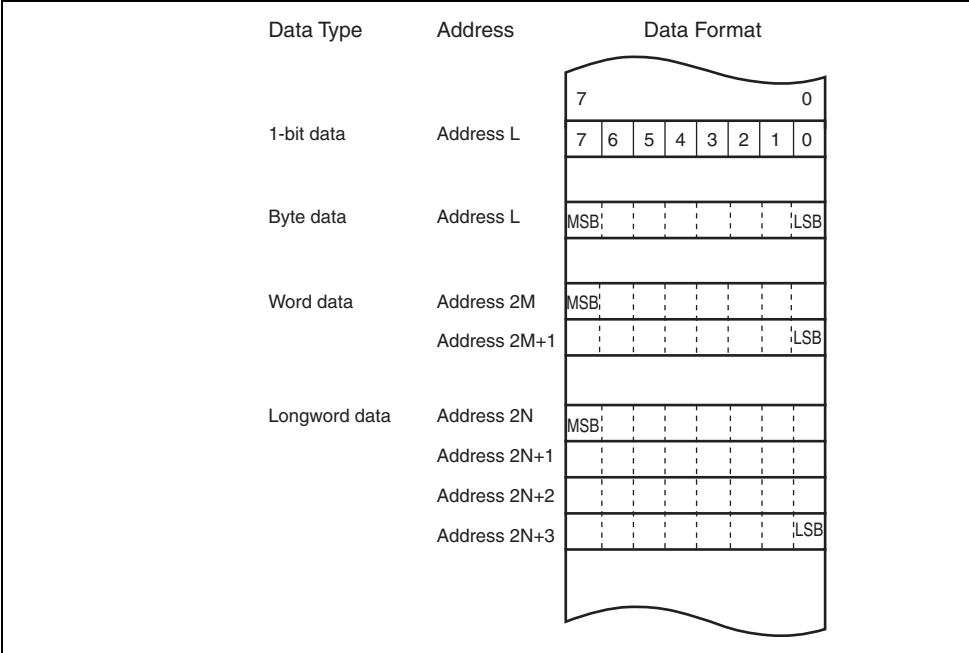 Data Type Address Data Format
7 0
1-bit data Address L 7 6 5 4 3 2 1 0
Byte data Address L MSB LSB
Word data Address 2M MSB
Address 2M+1 LSB
Longword data Address 2N MSB
Address 2N+1
Address 2N+2
Address 2N+3 LSB